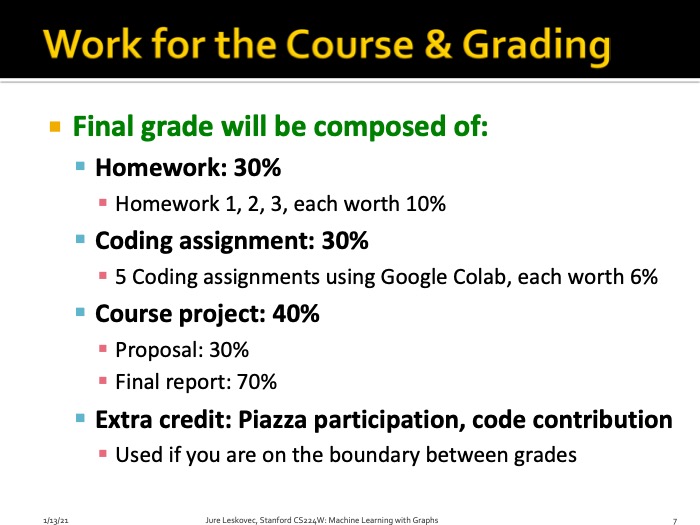 Work for the Course & Grading
Final grade will be composed of:
Homework: 30%
Homework 1, 2, 3, each worth 10%
Coding assignment: 30%
5 Coding assignments using Google Colab, each worth 6%
Course project: 40%
Proposal: 30%
Final report: 70%
Extra credit: Piazza participation, code contribution
Used if you are on the boundary between grades
1/13/21 Jure Leskovec, Stanford CS224W: Machine Learning with Graphs 7